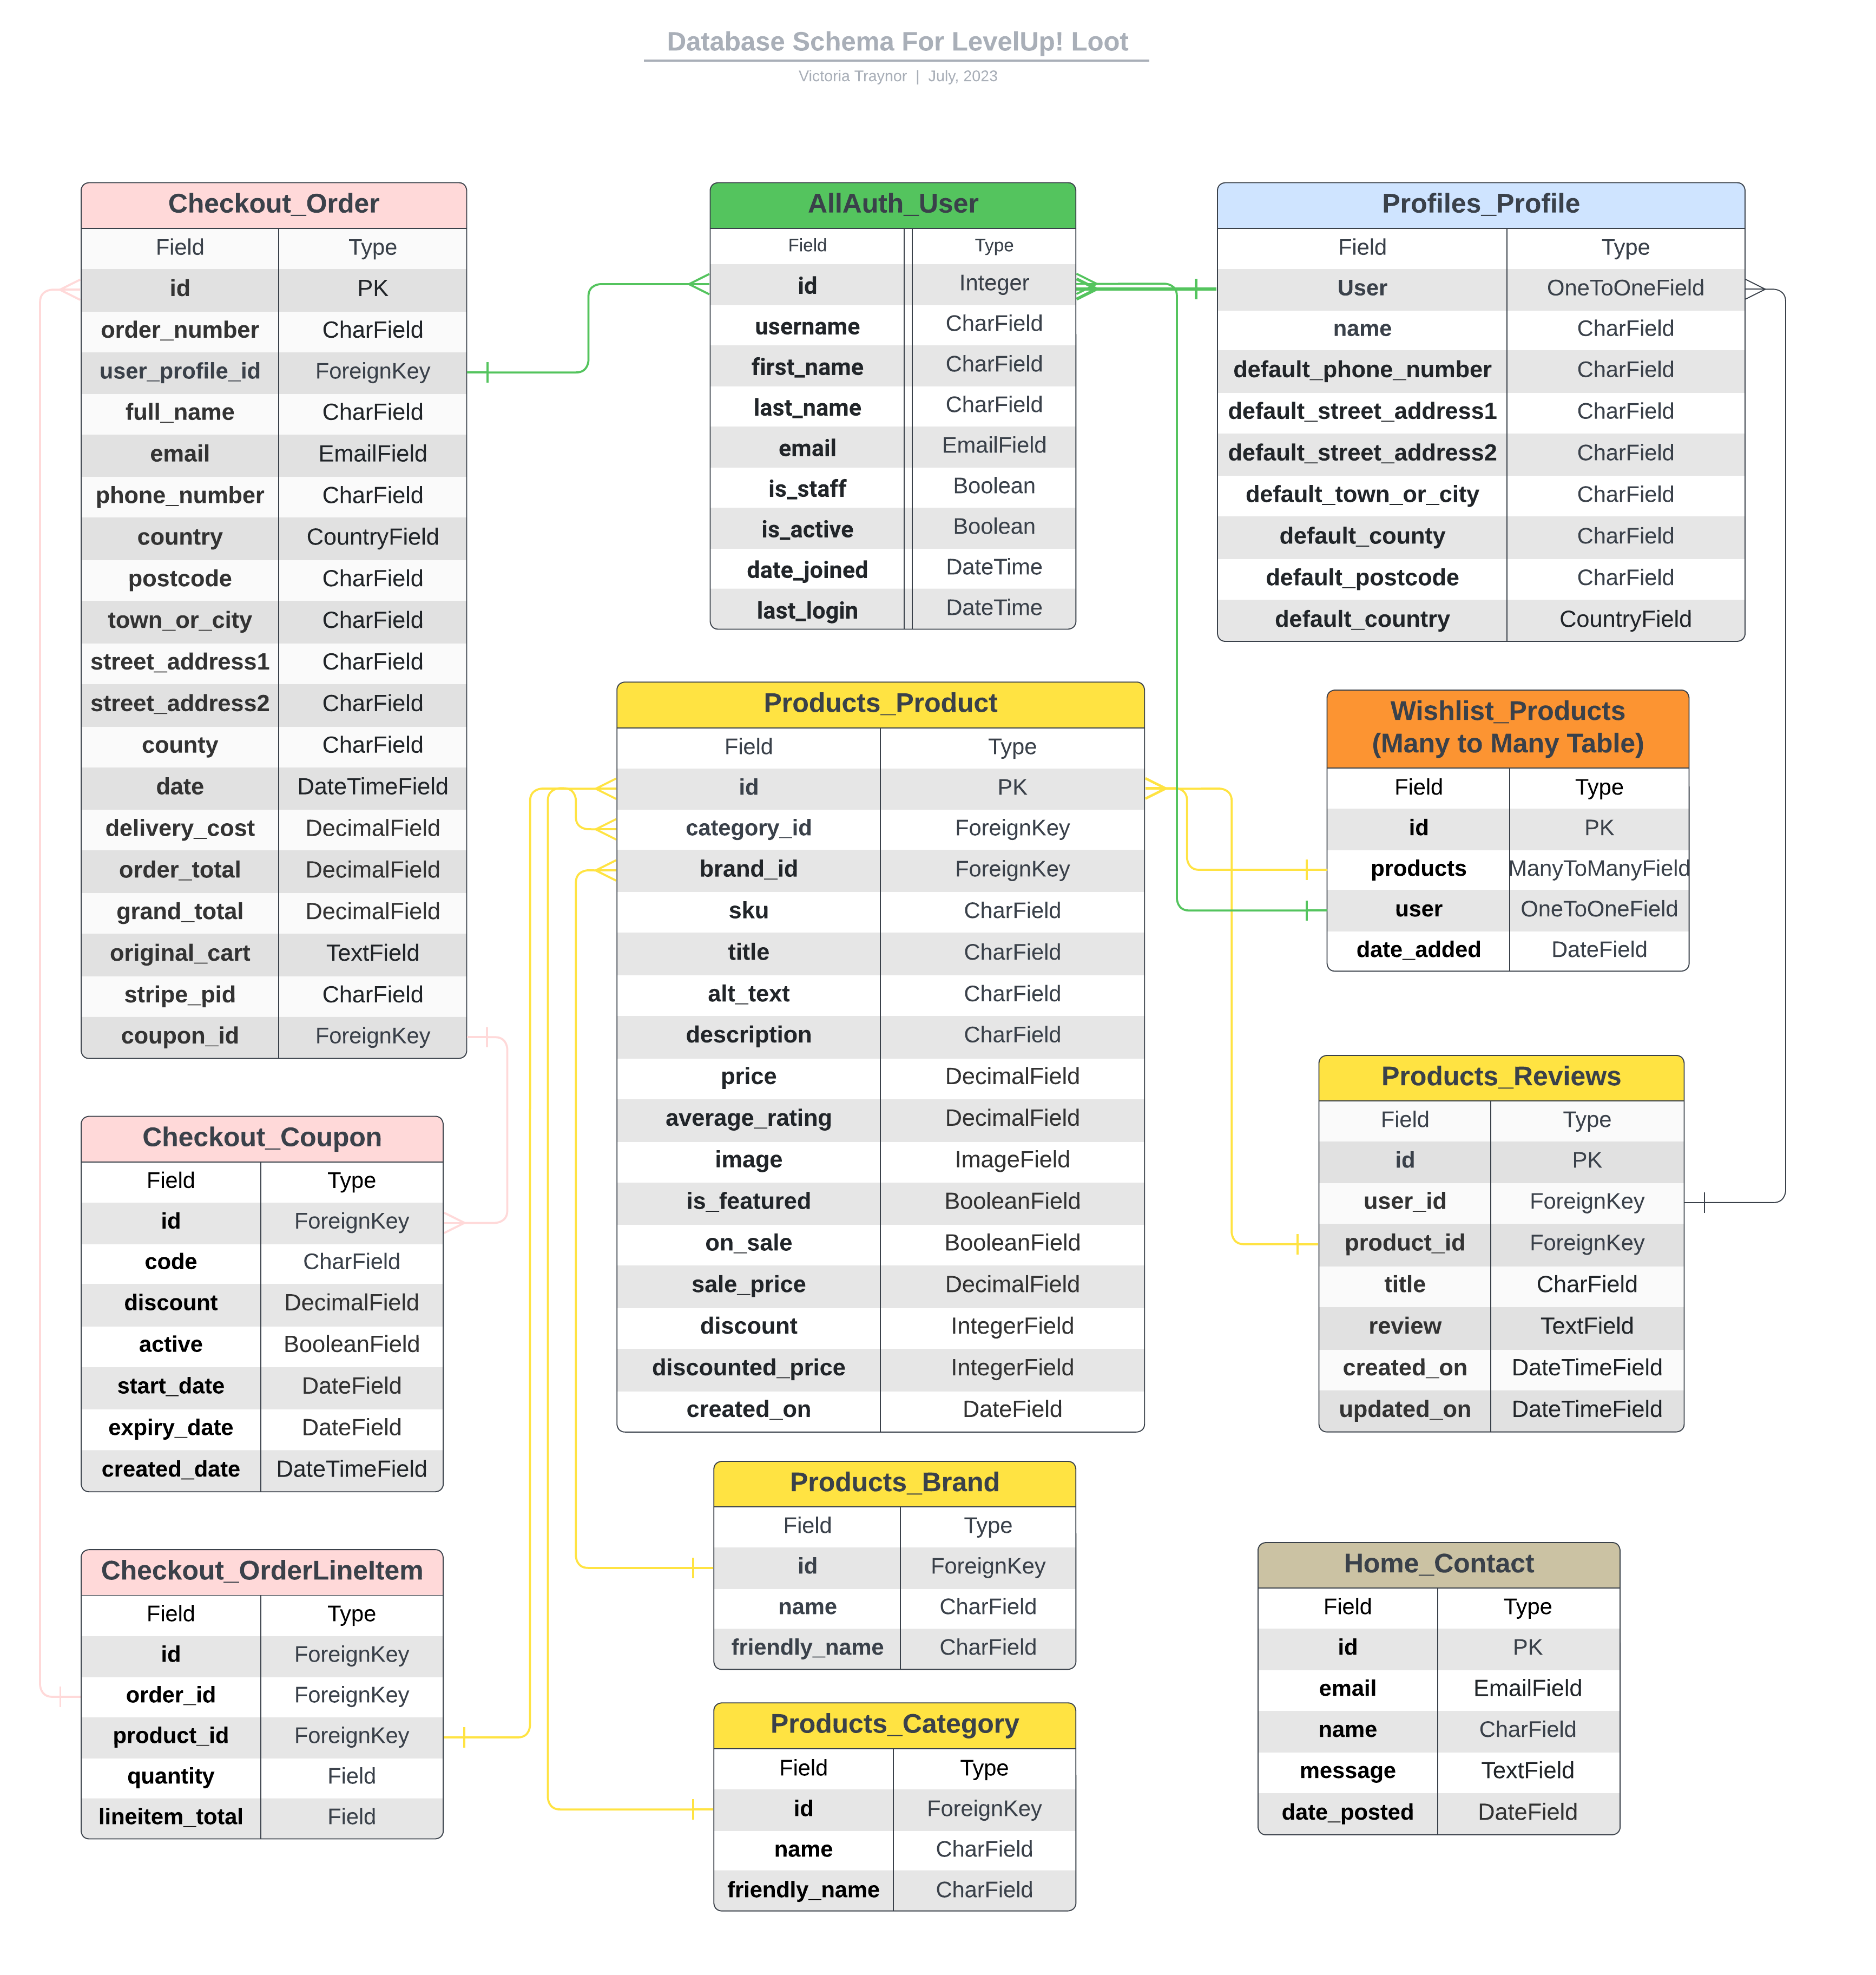 Database Schema For LevelUp! Loot
Victoria Traynor | July, 2023
Checkout_Order
Field Type
id PK
order_number CharField
user_profile_id ForeignKey
full_name CharField
email EmailField
phone_number CharField
country CountryField
postcode CharField
town_or_city CharField
street_address1 CharField
street_address2 CharField
county CharField
date DateTimeField
delivery_cost DecimalField
order_total DecimalField
grand_total DecimalField
original_cart TextField
stripe_pid CharField
coupon_id ForeignKey
AllAuth_User
Field Type
id Integer
username CharField
first_name CharField
last_name CharField
email EmailField
is_staff Boolean
is_active Boolean
date_joined DateTime
last_login DateTime
Profiles_Profile
Field Type
User OneToOneField
name CharField
default_phone_number CharField
default_street_address1 CharField
default_street_address2 CharField
default_town_or_city CharField
default_county CharField
default_postcode CharField
default_country CountryField
Products_Product
Field Type
id PK
category_id ForeignKey
brand_id ForeignKey
sku CharField
title CharField
alt_text CharField
description CharField
price DecimalField
average_rating DecimalField
image ImageField
is_featured BooleanField
on_sale BooleanField
sale_price DecimalField
discount IntegerField
discounted_price IntegerField
created_on DateField
Wishlist_Products
(Many to Many Table)
Field Type
id PK
products ManyToManyField
user OneToOneField
date_added DateField
Products_Reviews
Field Type
id PK
user_id ForeignKey
product_id ForeignKey
title CharField
review TextField
created_on DateTimeField
updated_on DateTimeField
Checkout_Coupon
Field Type
id ForeignKey
code CharField
discount DecimalField
active BooleanField
start_date DateField
expiry_date DateField
created_date DateTimeField
Products_Brand
Field Type
id ForeignKey
name CharField
friendly_name CharField
Checkout_OrderLineItem
Field Type
id ForeignKey
order_id ForeignKey
product_id ForeignKey
quantity Field
lineitem_total Field
Products_Category
Field Type
id ForeignKey
name CharField
friendly_name CharField
Home_Contact
Field Type
id PK
email EmailField
name CharField
message TextField
date_posted DateField